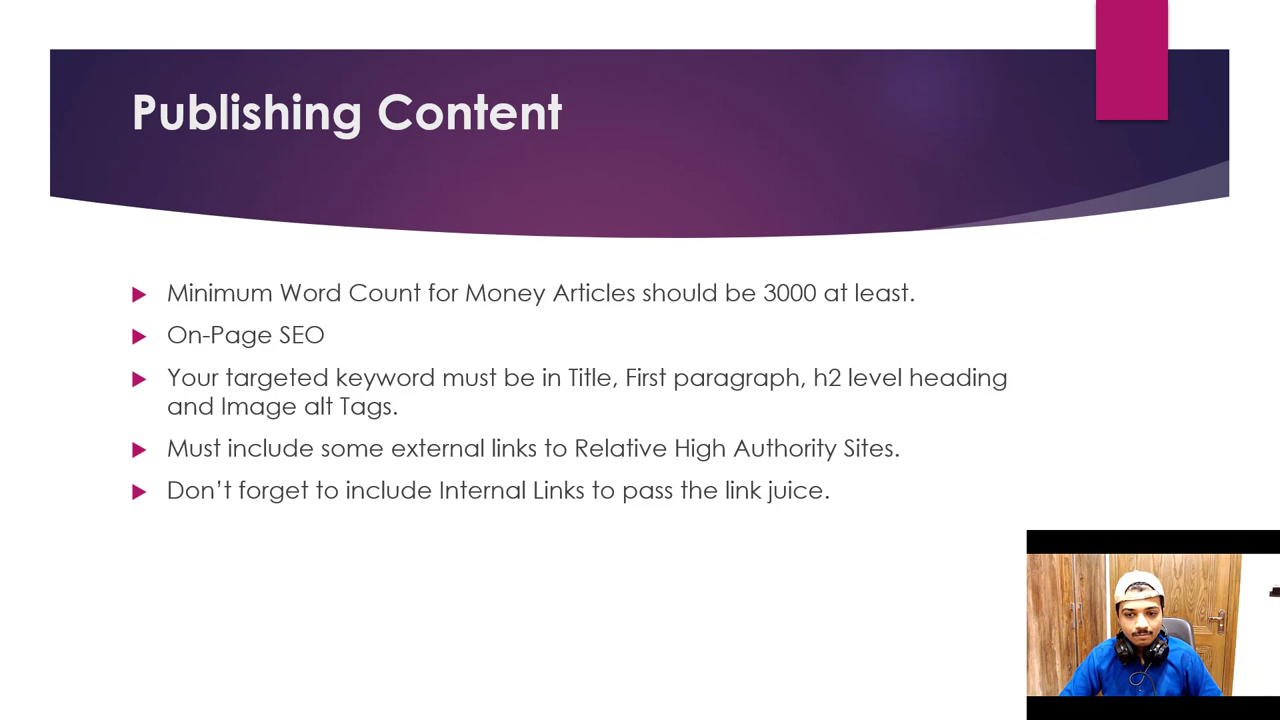 Publishing Content
Minimum Word Count for Money Articles should be 3000 at least.
On-Page SEO
Your targeted keyword must be in Title, First paragraph, h2 level heading
and Image alt Tags.
Must include some external links to Relative High Authority Sites.
Don't forget to include Internal Links to pass the link juice.